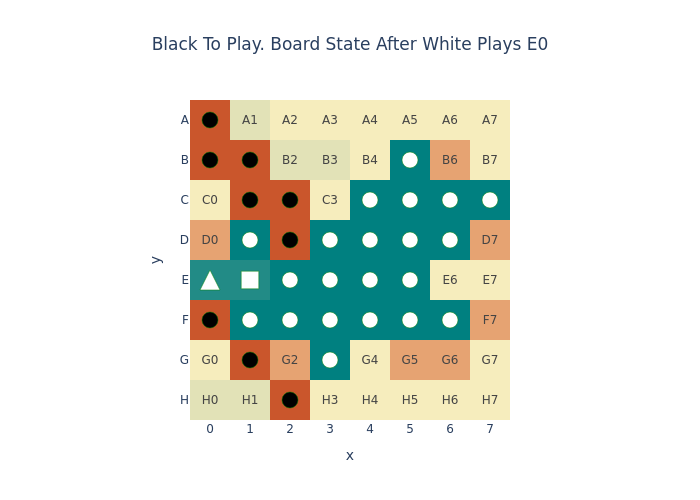 Black To Play. Board State After White Plays E0
A A1 A2 A3 A4 A5 A6 A7
B B2 B3 B4 B6 B7
C C0 C3
D D0 D7
E E6 E7
F F7
G G0 G2 G4 G5 G6 G7
H H0 H1 H3 H4 H5 H6 H7
0 1 2 3 4 5 6 7
x
y